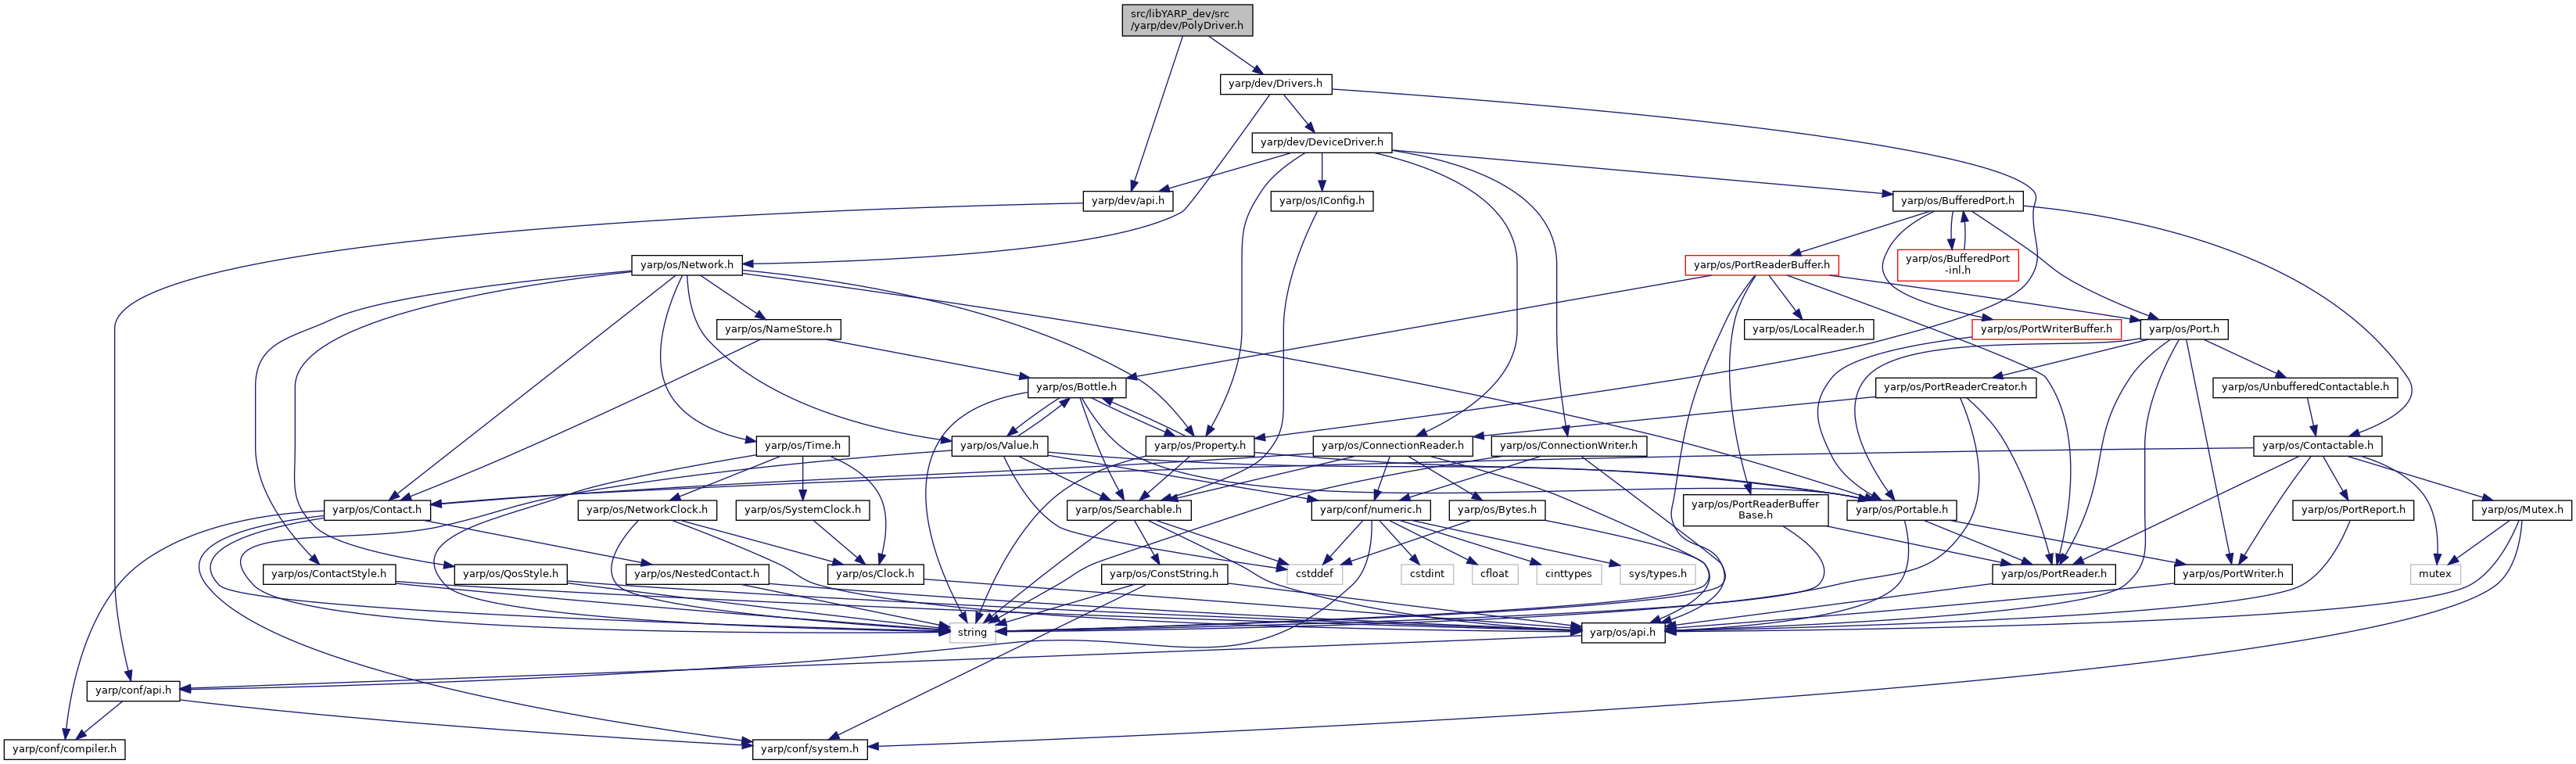 src/libYARP_dev/src
/yarp/dev/PolyDriver.h
yarp/dev/Drivers.h
yarp/dev/DeviceDriver.h
yarp/dev/api.h
yarp/os/IConfig.h
yarp/os/BufferedPort.h
yarp/os/Network.h
yarp/os/PortReaderBuffer.h
yarp/os/BufferedPort
-inl.h
yarp/os/NameStore.h
yarp/os/LocalReader.h
yarp/os/PortWriterBuffer.h
yarp/os/Port.h
yarp/os/Bottle.h
yarp/os/PortReaderCreator.h
yarp/os/UnbufferedContactable.h
yarp/os/Time.h
yarp/os/Value.h
yarp/os/Property.h
yarp/os/ConnectionReader.h
yarp/os/ConnectionWriter.h
yarp/os/Contactable.h
yarp/os/Contact.h
yarp/os/NetworkClock.h
yarp/os/SystemClock.h
yarp/os/Searchable.h
yarp/conf/numeric.h
yarp/os/Bytes.h
yarp/os/PortReaderBuffer
Base.h
yarp/os/Portable.h
yarp/os/PortReport.h
yarp/os/Mutex.h
yarp/os/ContactStyle.h
yarp/os/QosStyle.h
yarp/os/NestedContact.h
yarp/os/Clock.h
yarp/os/ConstString.h
cstddef
cstdint
cfloat
cinttypes
sys/types.h
yarp/os/PortReader.h
yarp/os/PortWriter.h
mutex
string
yarp/os/api.h
yarp/conf/api.h
yarp/conf/compiler.h
yarp/conf/system.h